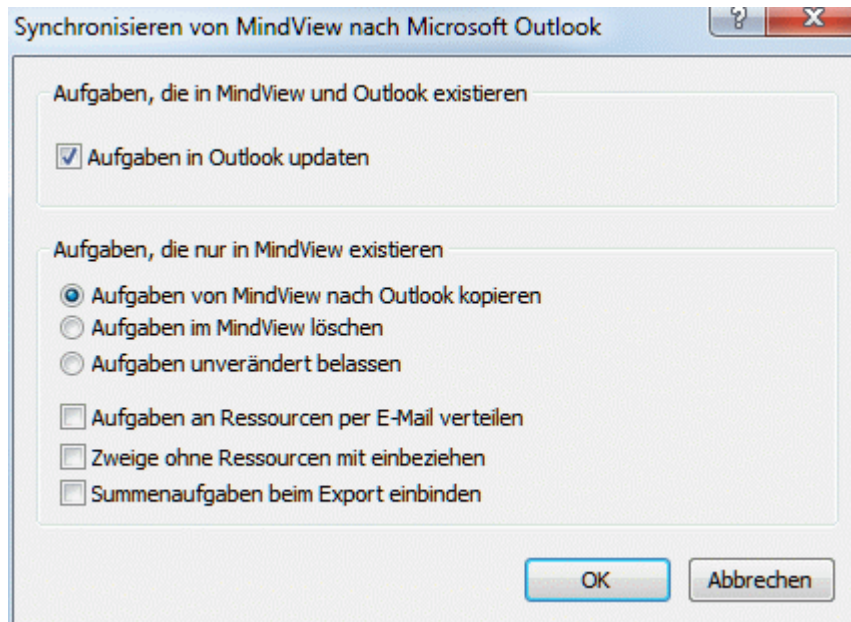 Synchronisieren von MindView nach Microsoft Outlook
Aufgaben, die in MindView und Outlook existieren
Aufgaben in Outlook updaten
Aufgaben, die nur in MindView existieren
Aufgaben von MindView nach Outlook kopieren
Aufgaben im MindView löschen
Aufgaben unverändert belassen
Aufgaben an Ressourcen per E-Mail verteilen
Zweige ohne Ressourcen mit einbeziehen
Summenaufgaben beim Export einbinden
OK Abbrechen